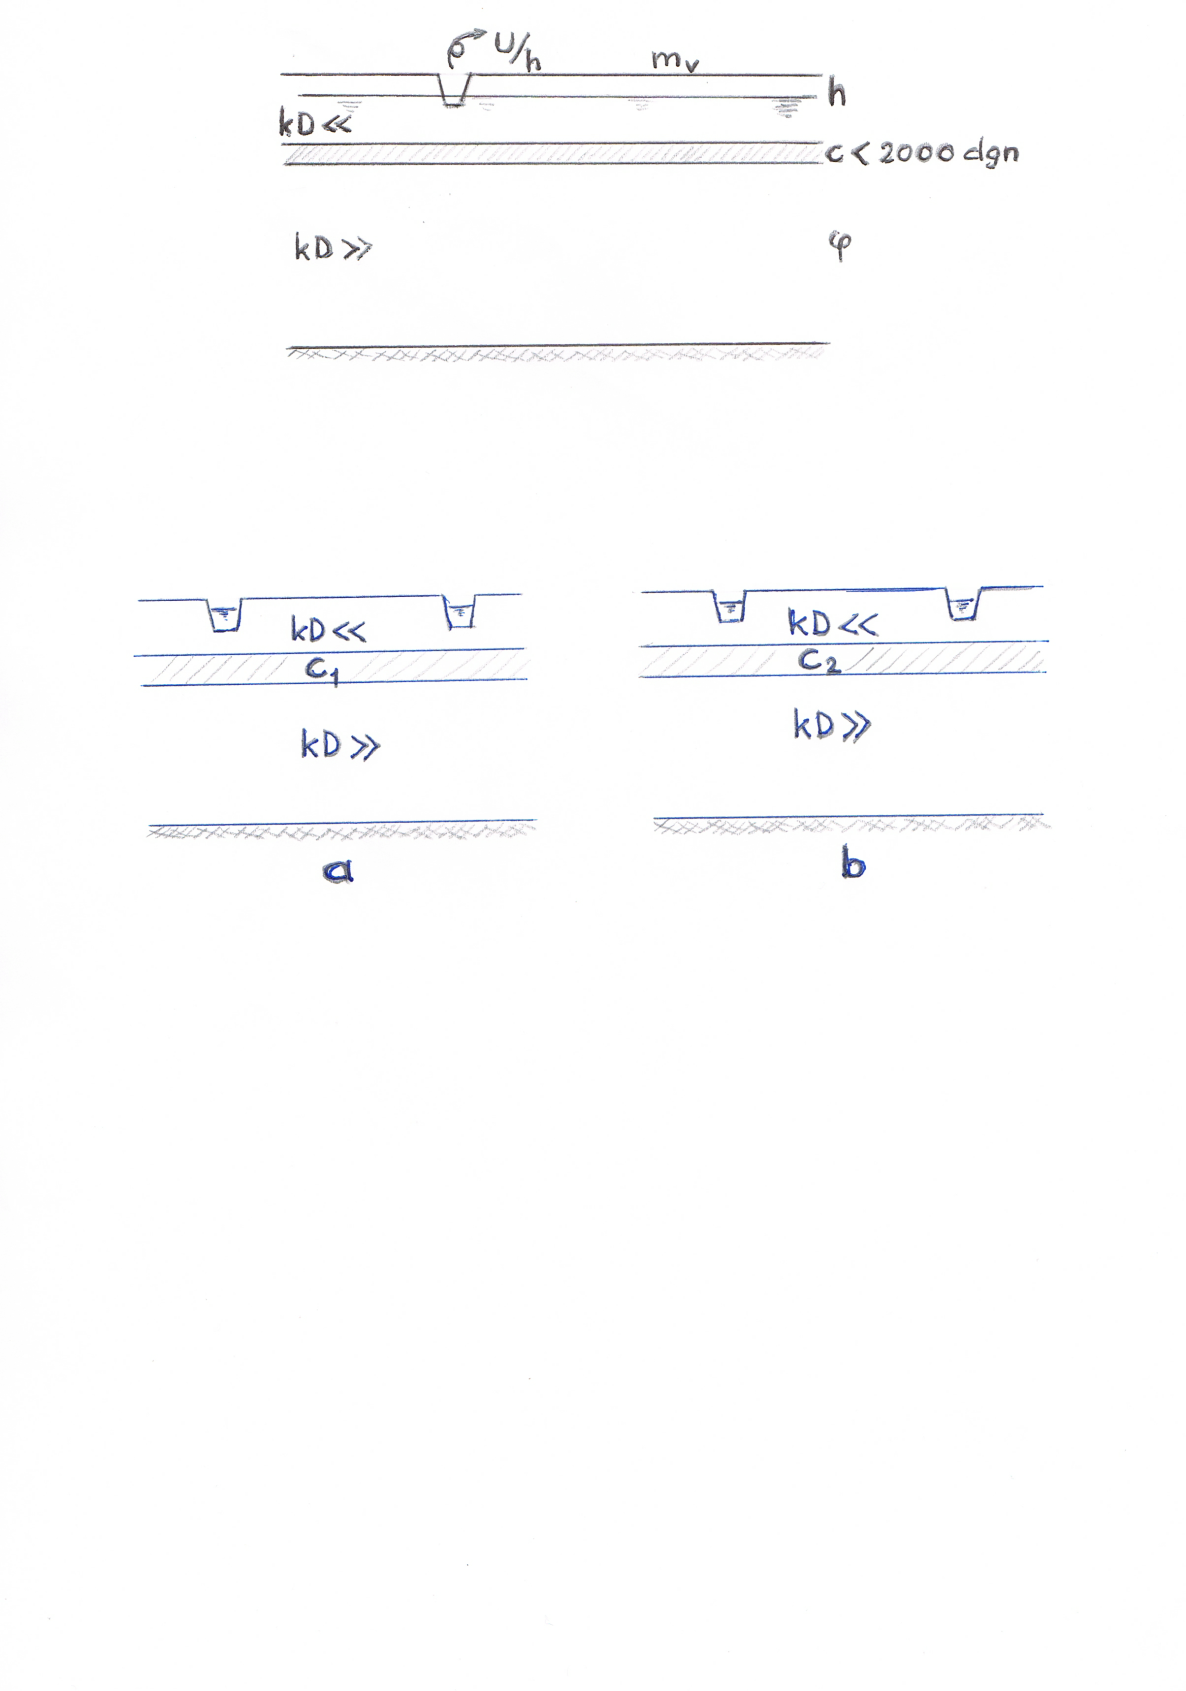 U/h
mv
h
kD <<
c < 2000 dgn
kD >>
φ
kD <<
kD <<
c1
c2
kD >>
kD >>
a
b